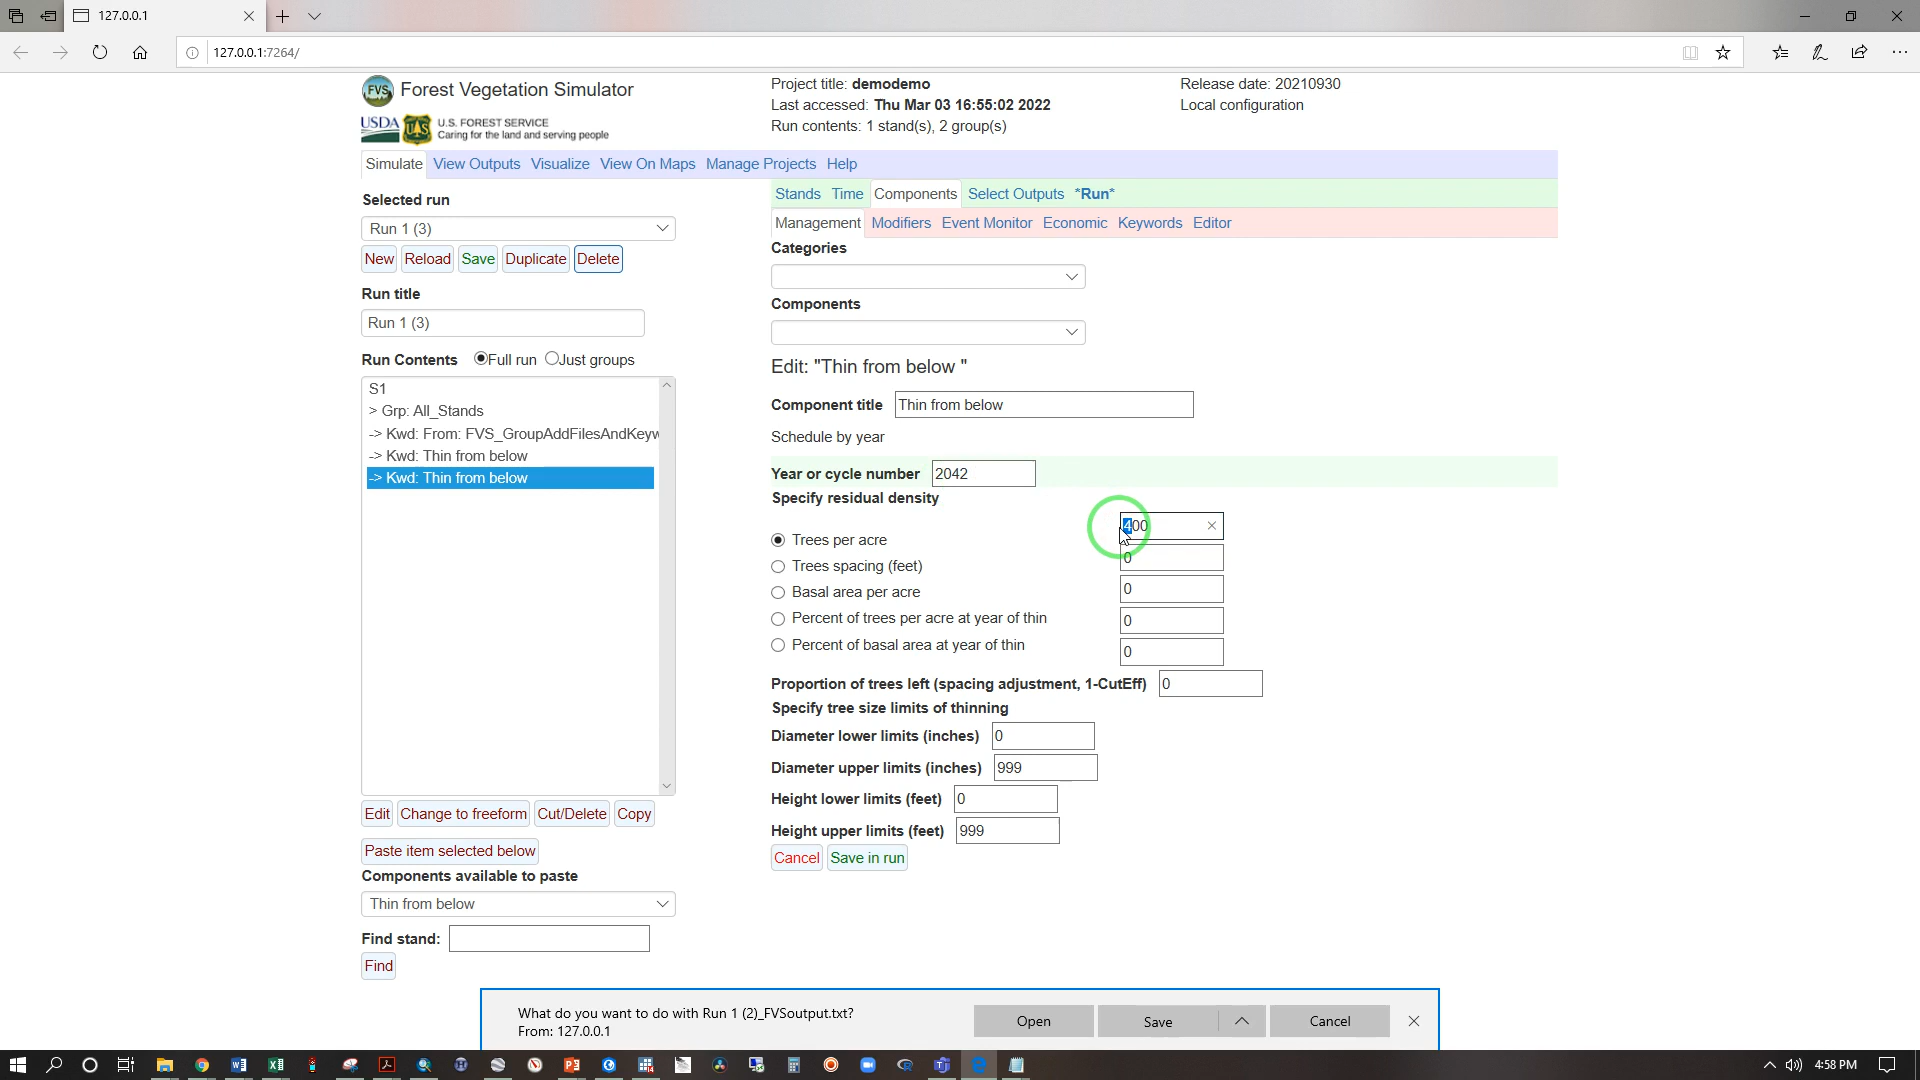 127.0.0.1
127.0.0.1:7264/
FVS Forest Vegetation Simulator
USDA U.S. FOREST SERVICE
Caring for the land and serving people
Project title: demodemo
Last accessed: Thu Mar 03 16:55:02 2022
Run contents: 1 stand(s), 2 group(s)
Release date: 20210930
Local configuration
Simulate View Outputs Visualize View On Maps Manage Projects Help
Selected run
Run 1 (3)
New Reload Save Duplicate Delete
Run title
Run 1 (3)
Run Contents Full run Just groups
S1
> Grp: All_Stands
-> Kwd: From: FVS_GroupAddFilesAndKeyw
-> Kwd: Thin from below
-> Kwd: Thin from below
Edit Change to freeform Cut/Delete Copy
Paste item selected below
Components available to paste
Thin from below
Find stand:
Find
Stands Time Components Select Outputs *Run*
Management Modifiers Event Monitor Economic Keywords Editor
Categories
Components
Edit: "Thin from below "
Component title Thin from below
Schedule by year
Year or cycle number 2042
Specify residual density
400
Trees per acre
0
Trees spacing (feet)
0
Basal area per acre
0
Percent of trees per acre at year of thin
0
Percent of basal area at year of thin
Proportion of trees left (spacing adjustment, 1-CutEff) 0
Specify tree size limits of thinning
Diameter lower limits (inches) 0
Diameter upper limits (inches) 999
Height lower limits (feet) 0
Height upper limits (feet) 999
Cancel Save in run
What do you want to do with Run 1 (2)_FVSoutput.txt?
From: 127.0.0.1
Open Save Cancel
4:58 PM